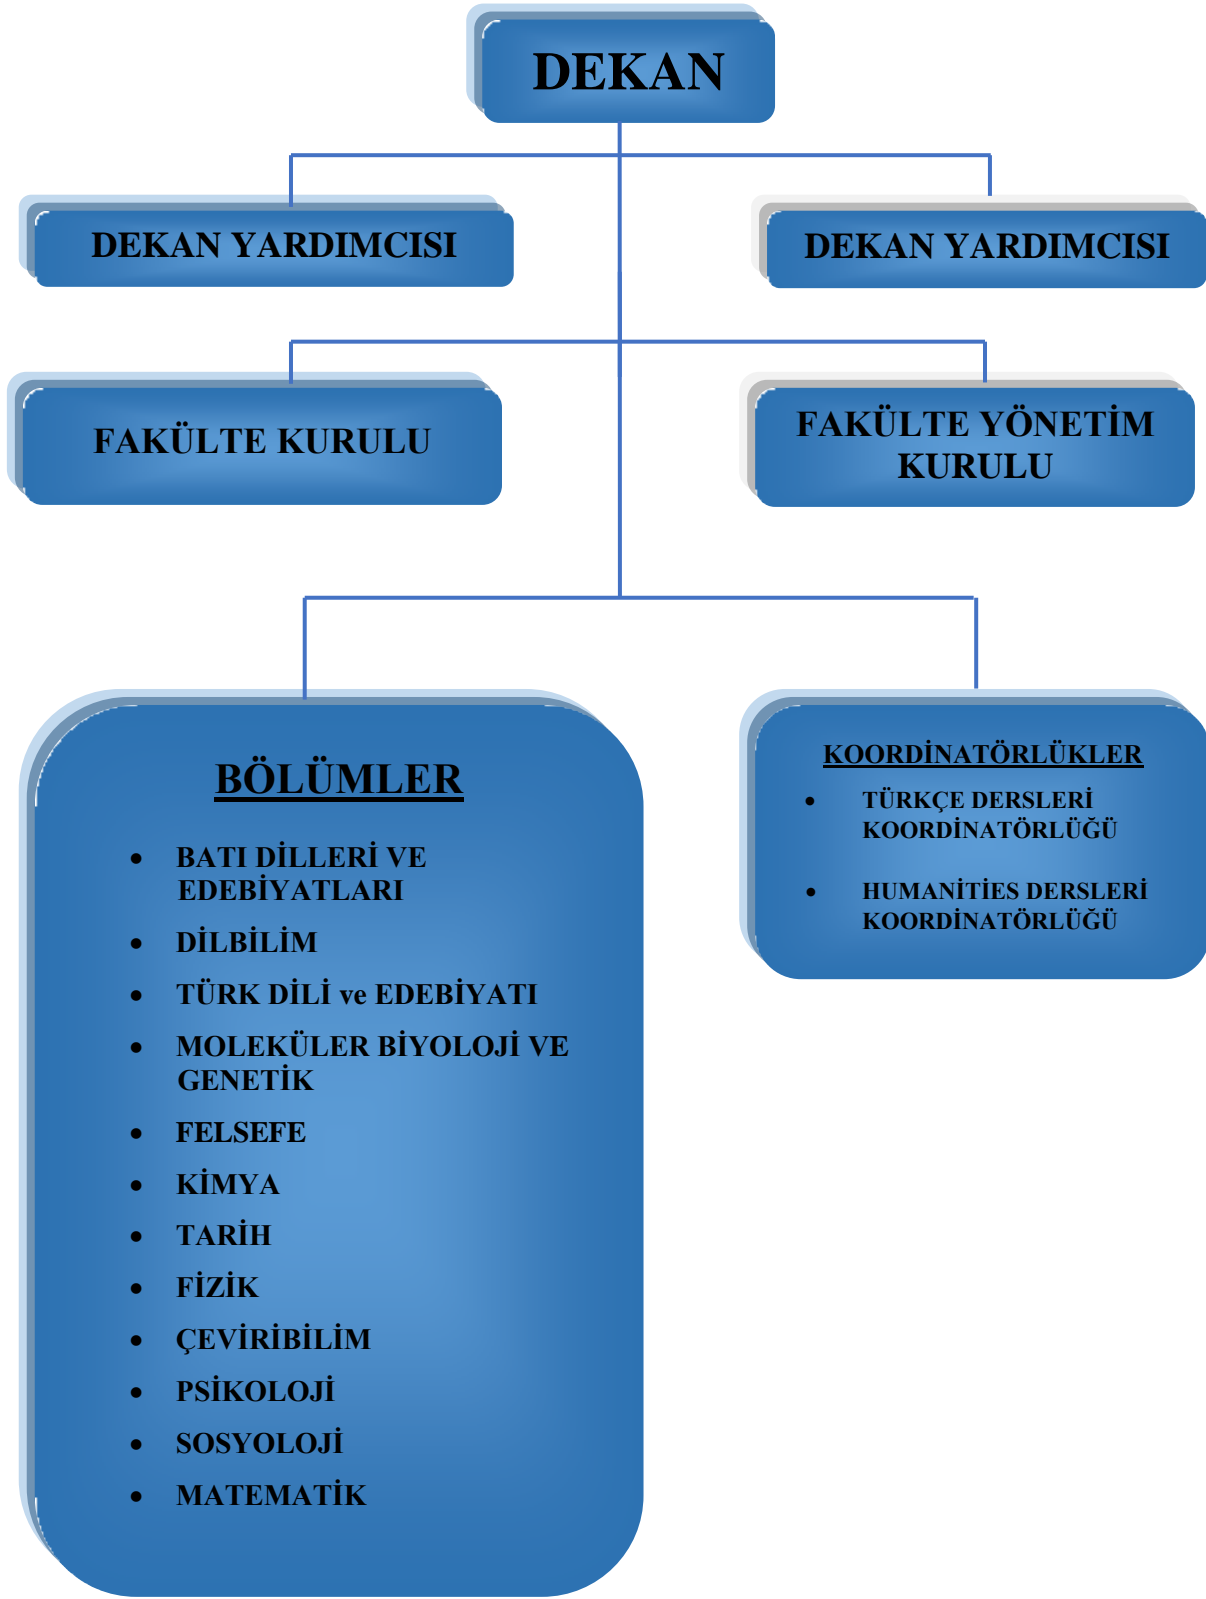 DEKAN
DEKAN YARDIMCISI
DEKAN YARDIMCISI
FAKÜLTE KURULU
FAKÜLTE YÖNETİM
KURULU
BÖLÜMLER
• BATI DİLLERİ VE
EDEBİYATLARI
• DİLBİLİM
• TÜRK DİLİ ve EDEBİYATI
• MOLEKÜLER BİYOLOJİ VE
GENETİK
• FELSEFE
• KİMYA
• TARİH
• FİZİK
• ÇEVİRİBİLİM
• PSİKOLOJİ
• SOSYOLOJİ
• MATEMATİK
KOORDİNATÖRLÜKLER
• TÜRKÇE DERSLERİ
KOORDİNATÖRLÜĞÜ
• HUMANİTİES DERSLERİ
KOORDİNATÖRLÜĞÜ